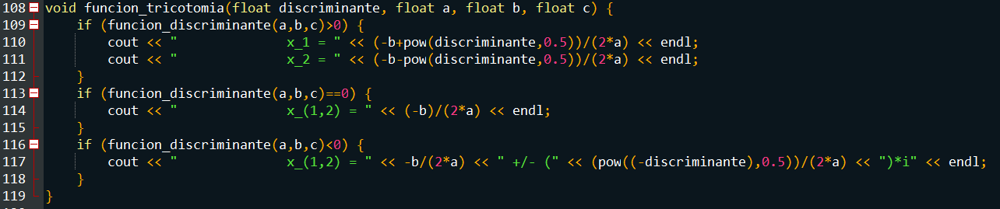 108 void funcion_tricotomia(float discriminante, float a, float b, float c) {
109     if (funcion_discriminante(a,b,c)>0) {
110         cout << "              x_1 = " << (-b+pow(discriminante,0.5))/(2*a) << endl;
111         cout << "              x_2 = " << (-b-pow(discriminante,0.5))/(2*a) << endl;
112     }
113     if (funcion_discriminante(a,b,c)==0) {
114         cout << "              x_(1,2) = " << (-b)/(2*a) << endl;
115     }
116     if (funcion_discriminante(a,b,c)<0) {
117         cout << "              x_(1,2) = " << -b/(2*a) << " +/- (" << (pow((-discriminante),0.5))/(2*a) << ")*i" << endl;
118     }
119 }